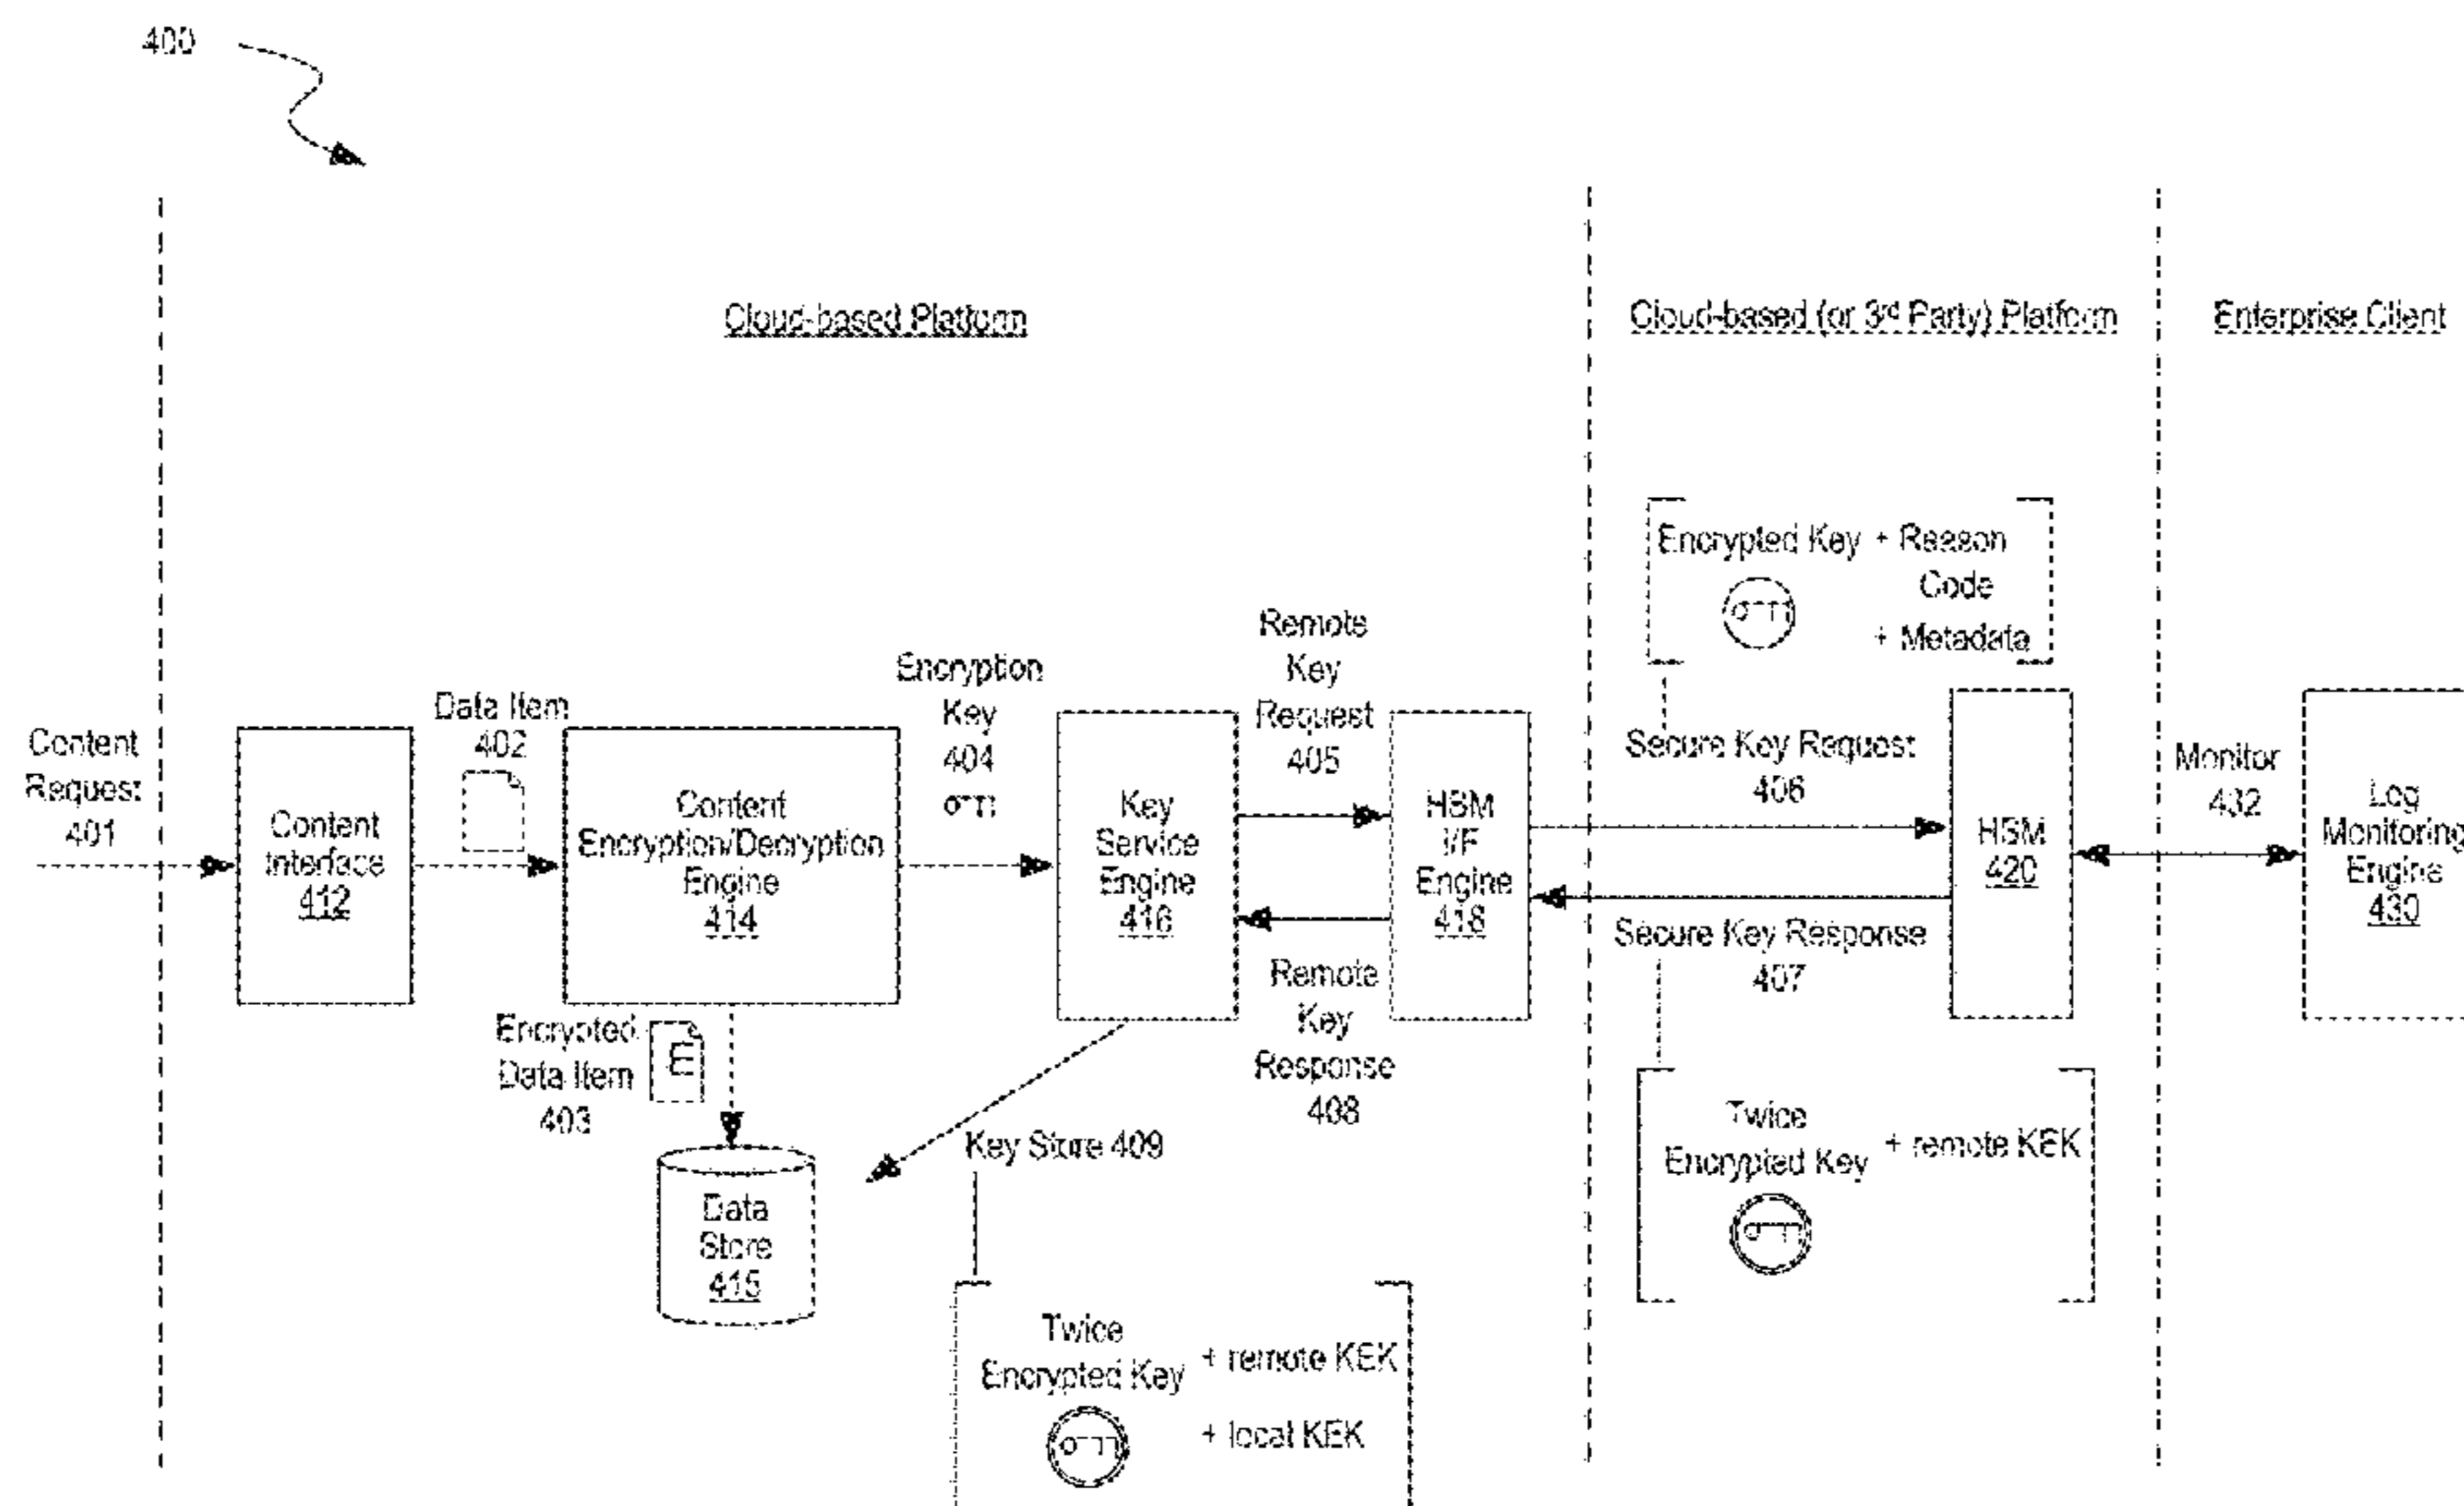 400
Cloud-based Platform
Cloud-based (or 3rd Party) Platform
Enterprise Client
Content
Request
401
Content
Interface
412
Data Item
402
Content
Encryption/Decryption
Engine
414
Encrypted
Data Item
403
E
Data
Store
415
Encryption
Key
404
Key
Service
Engine
416
Remote
Key
Request
405
Remote
Key
Response
408
HSM
I/F
Engine
418
Key Store 409
Twice
Encrypted Key
+ remote KEK
+ local KEK
Encrypted Key + Reason
Code
+ Metadata
Secure Key Request
406
Secure Key Response
407
Twice
Encrypted Key
+ remote KEK
HSM
420
Monitor
432
Log
Monitoring
Engine
430